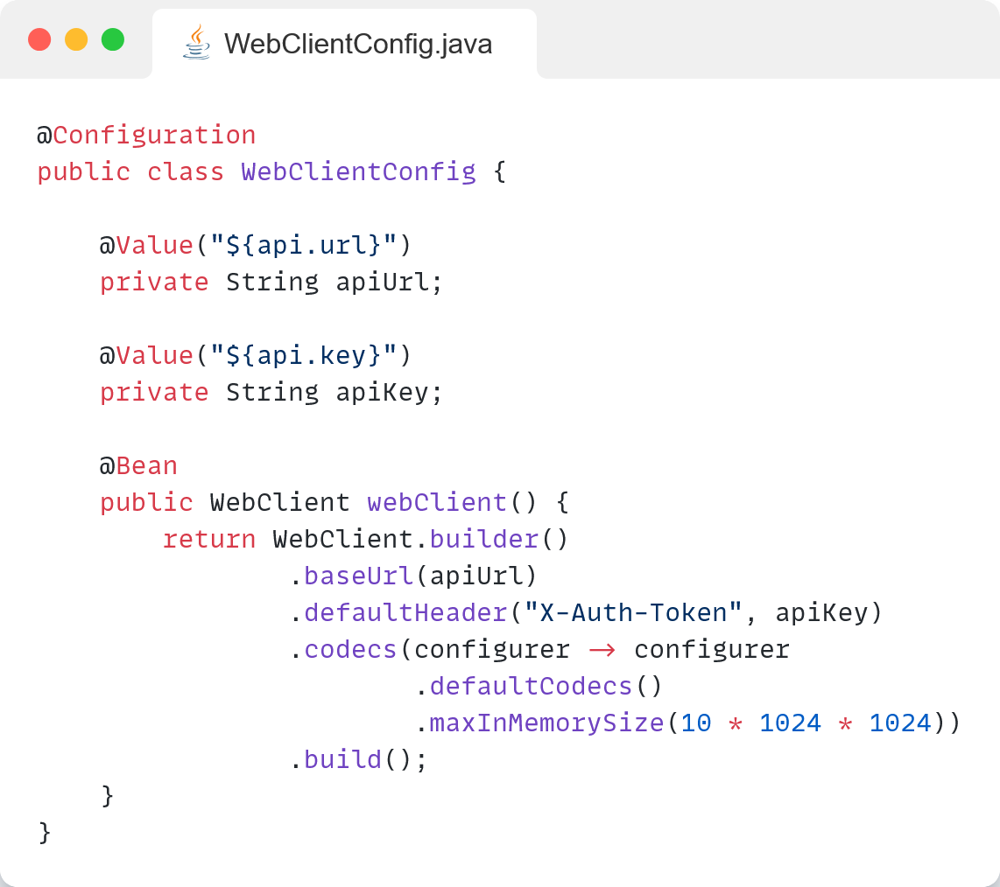 WebClientConfig.java
@Configuration
public class WebClientConfig {
@Value("${api.url}")
private String apiUrl;
@Value("${api.key}")
private String apiKey;
@Bean
public WebClient webClient() {
return WebClient.builder()
.baseUrl(apiUrl)
.defaultHeader("X-Auth-Token", apiKey)
.codecs(configurer -> configurer
.defaultCodecs()
.maxInMemorySize(10 * 1024 * 1024))
.build();
}
}